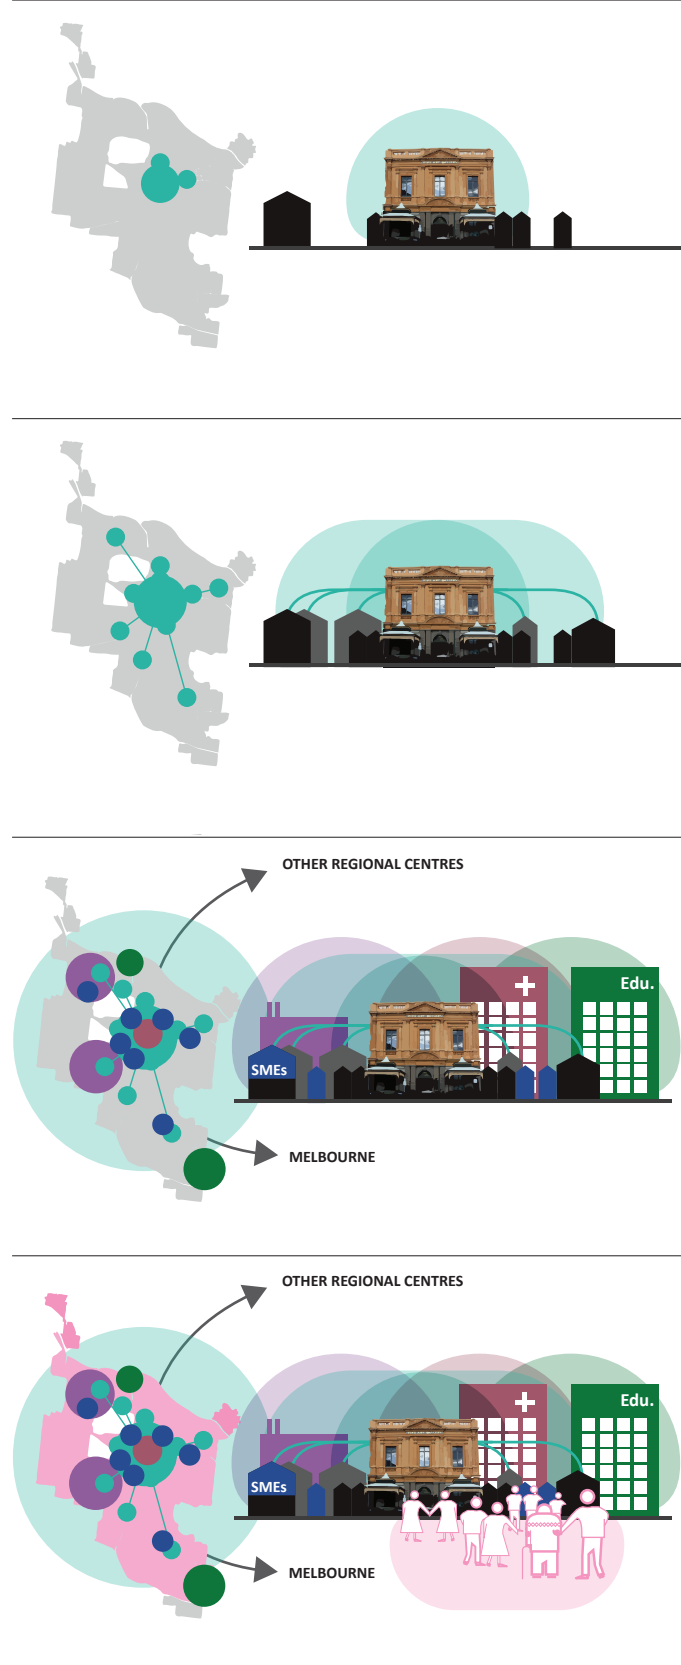 OTHER REGIONAL CENTRES
Edu.
SMEs
MELBOURNE
OTHER REGIONAL CENTRES
Edu.
SMEs
MELBOURNE